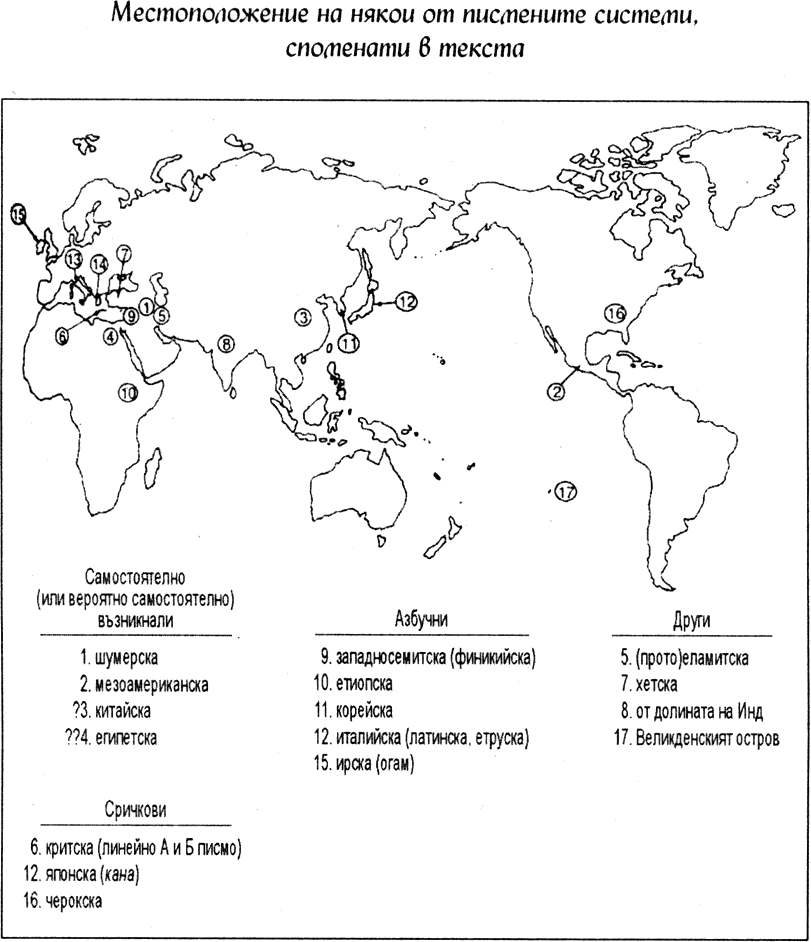 Местоположение на някои от писмените системи,
споменати в текста
15
13
14
7
1
12
3
16
6
9
5
4
8
11
10
2
17
Самостоятелно
(или вероятно самостоятелно)
възникнали
1. шумерска
2. мезоамериканска
?3. китайска
??4. египетска
Азбучни
9. западносемитска (финикийска)
10. етиопска
11. корейска
12. италийска (латинска, етруска)
15. ирска (огам)
Други
5. (прото)еламитска
7. хетска
8. от долината на Инд
17. Великденският остров
Сричкови
6. критска (линейно А и Б писмо)
12. японска (кана)
16. черокска